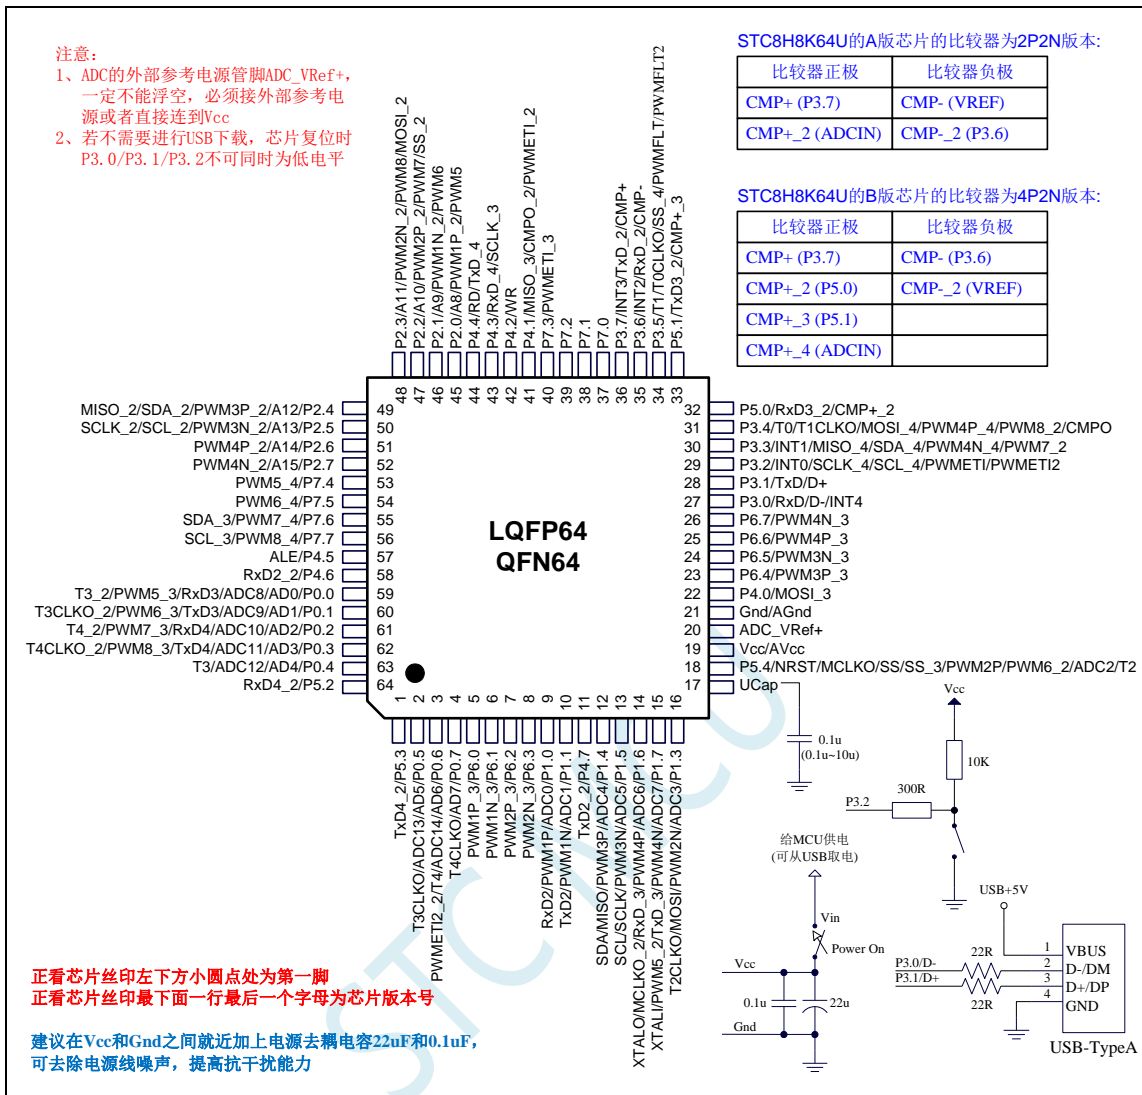 注意：
1、ADC的外部参考电源管脚ADC_VRef+，
一定不能浮空，必须接外部参考电
源或者直接连到Vcc
2、若不需要进行USB下载，芯片复位时
P3.0/P3.1/P3.2不可同时为低电平
STC8H8K64U的A版芯片的比较器为2P2N版本:
比较器正极 比较器负极
CMP+ (P3.7) CMP- (VREF)
CMP+_2 (ADCIN) CMP-_2 (P3.6)
STC8H8K64U的B版芯片的比较器为4P2N版本:
比较器正极 比较器负极
CMP+ (P3.7) CMP- (P3.6)
CMP+_2 (P5.0) CMP-_2 (VREF)
CMP+_3 (P5.1)
CMP+_4 (ADCIN)
P2.3/A11/PWM2N_2/PWM8/MOSI_2
P2.2/A10/PWM2P_2/PWM7/SS_2
P2.1/A9/PWM1N_2/PWM6
P2.0/A8/PWM1P_2/PWM5
P4.4/RD/TxD_4
P4.3/RxD_4/SCLK_3
P4.2/WR
P4.1/MISO_3/CMPO_2/PWMETI_2
P7.3/PWMETI_3
P7.2
P7.1
P7.0
P3.7/INT3/TxD_2/CMP+
P3.6/INT2/RxD_2/CMP-
P3.5/T1/T0CLKO/SS_4/PWMFLT/PWMFLT2
P5.1/TxD3_2/CMP+_3
48 47 46 45 44 43 42 41 40 39 38 37 36 35 34 33
MISO_2/SDA_2/PWM3P_2/A12/P2.4 49
SCLK_2/SCL_2/PWM3N_2/A13/P2.5 50
PWM4P_2/A14/P2.6 51
PWM4N_2/A15/P2.7 52
PWM5_4/P7.4 53
PWM6_4/P7.5 54
SDA_3/PWM7_4/P7.6 55
SCL_3/PWM8_4/P7.7 56
ALE/P4.5 57
RxD2_2/P4.6 58
T3_2/PWM5_3/RxD3/ADC8/AD0/P0.0 59
T3CLKO_2/PWM6_3/TxD3/ADC9/AD1/P0.1 60
T4_2/PWM7_3/RxD4/ADC10/AD2/P0.2 61
T4CLKO_2/PWM8_3/TxD4/ADC11/AD3/P0.3 62
T3/ADC12/AD4/P0.4 63
RxD4_2/P5.2 64
LQFP64
QFN64
32 P5.0/RxD3_2/CMP+_2
31 P3.4/T0/T1CLKO/MOSI_4/PWM4P_4/PWM8_2/CMPO
30 P3.3/INT1/MISO_4/SDA_4/PWM4N_4/PWM7_2
29 P3.2/INT0/SCLK_4/SCL_4/PWMETI/PWMETI2
28 P3.1/TxD/D+
27 P3.0/RxD/D-/INT4
26 P6.7/PWM4N_3
25 P6.6/PWM4P_3
24 P6.5/PWM3N_3
23 P6.4/PWM3P_3
22 P4.0/MOSI_3
21 Gnd/AGnd
20 ADC_VRef+
19 Vcc/AVcc
18 P5.4/NRST/MCLKO/SS/SS_3/PWM2P/PWM6_2/ADC2/T2
17 UCap
1 2 3 4 5 6 7 8 9 10 11 12 13 14 15 16
TxD4_2/P5.3
T3CLKO/ADC13/AD5/P0.5
PWMETI2_2/T4/ADC14/AD6/P0.6
T4CLKO/AD7/P0.7
PWM1P_3/P6.0
PWM1N_3/P6.1
PWM2P_3/P6.2
PWM2N_3/P6.3
RxD2/PWM1P/ADC0/P1.0
TxD2/PWM1N/ADC1/P1.1
TxD2_2/P4.7
SDA/MISO/PWM3P/ADC4/P1.4
SCL/SCLK/PWM3N/ADC5/P1.5
XTALO/MCLKO_2/RxD_3/PWM4P/ADC6/P1.6
XTALI/PWM5_2/TxD_3/PWM4N/ADC7/P1.7
T2CLKO/MOSI/PWM2N/ADC3/P1.3
0.1u
(0.1u~10u)
Vcc
10K
300R
P3.2
给MCU供电
(可从USB取电)
Vin
Power On
Vcc
0.1u
22u
Gnd
USB+5V
P3.0/D-
P3.1/D+
22R
22R
1 VBUS
2 D-/DM
3 D+/DP
4 GND
USB-TypeA
正看芯片丝印左下方小圆点处为第一脚
正看芯片丝印最下面一行最后一个字母为芯片版本号
建议在Vcc和Gnd之间就近加上电源去耦电容22uF和0.1uF，
可去除电源线噪声，提高抗干扰能力
STCMCU